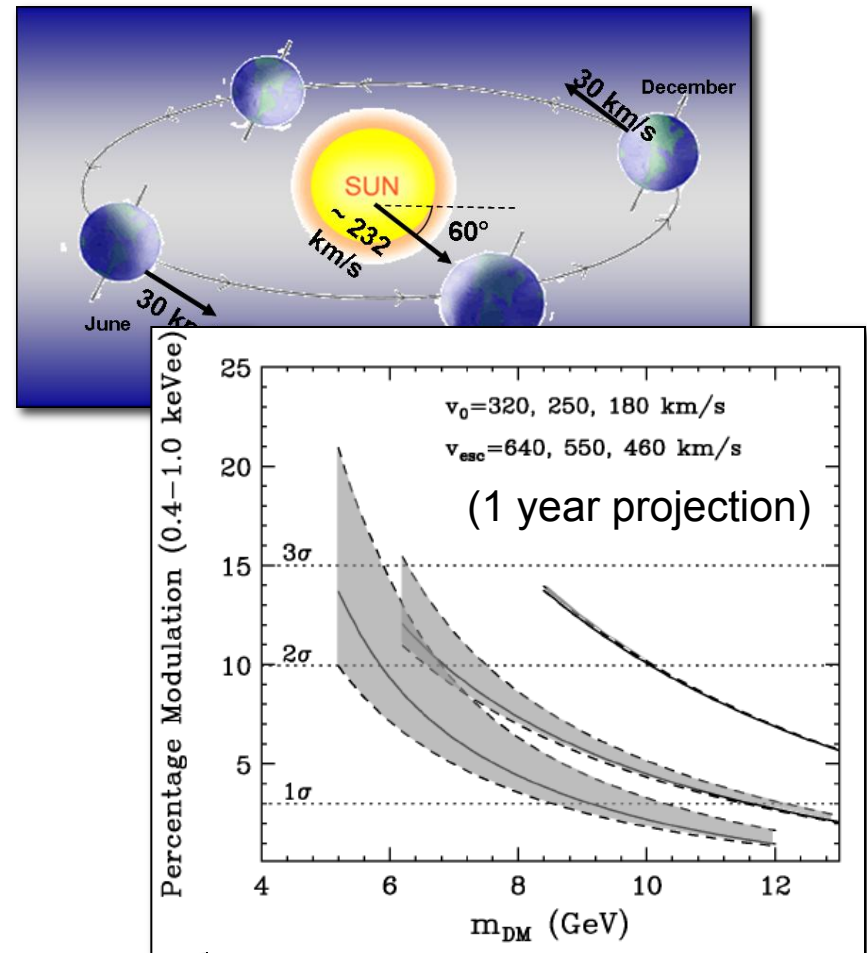 December
30 km/s
SUN
~ 232
km/s
60°
30
June
v₀=320, 250, 180 km/s
vₑₛ꜀=640, 550, 460 km/s
(1 year projection)
Percentage Modulation (0.4−1.0 keVee)
25
20
15
10
5
3σ
2σ
1σ
4 6 8 10 12
m_DM (GeV)